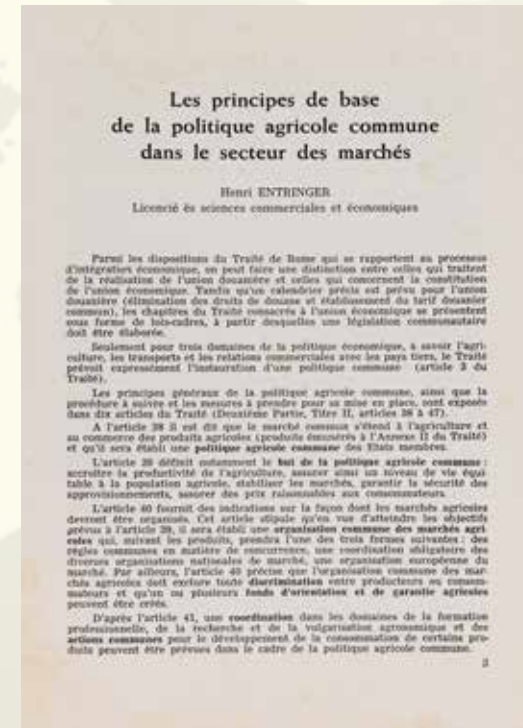 Les principes de base
de la politique agricole commune
dans le secteur des marchés
Henri ENTRINGER
Licencié ès sciences commerciales et économiques
Parmi les dispositions du Traité de Rome qui se rapportent au processus
d'intégration économique, on peut faire une distinction entre celles qui traitent
de la réalisation de l'union douanière et celles qui concernent la constitution
de l'union économique. Tandis qu'un calendrier précis est prévu pour l'union
douanière (élimination des droits de douane et établissement du tarif douanier
commun), les chapitres du Traité consacrés à l'union économique se présentent
sous forme de lois-cadres, à partir desquelles une législation communautaire
doit être élaborée.
Seulement pour trois domaines de la politique économique, à savoir l'agri-
culture, les transports et les relations commerciales avec les pays tiers, le Traité
prévoit expressément l'instauration d'une politique commune (article 3 du
Traité).
Les principes généraux de la politique agricole commune, ainsi que la
procédure à suivre et les mesures à prendre pour sa mise en place, sont exposés
dans dix articles du Traité (Deuxième Partie, Titre II, articles 38 à 47).
A l'article 38 il est dit que le marché commun s'étend à l'agriculture et
au commerce des produits agricoles (produits énumérés à l'Annexe II du Traité)
et qu'il sera établi une politique agricole commune des Etats membres.
L'article 39 définit notamment le but de la politique agricole commune :
accroître la productivité de l'agriculture, assurer ainsi un niveau de vie équi-
table à la population agricole, stabiliser les marchés, garantir la sécurité des
approvisionnements, assurer des prix raisonnables aux consommateurs.
L'article 40 fournit des indications sur la façon dont les marchés agricoles
devront être organisés. Cet article stipule qu'en vue d'atteindre les objectifs
prévus à l'article 39, il sera établi une organisation commune des marchés agri-
coles qui, suivant les produits, prendra l'une des trois formes suivantes : des
règles communes en matière de concurrence, une coordination obligatoire des
diverses organisations nationales de marché, une organisation européenne du
marché. Par ailleurs, l'article 40 précise que l'organisation commune des mar-
chés agricoles doit exclure toute discrimination entre producteurs ou consom-
mateurs et qu'un ou plusieurs fonds d'orientation et de garantie agricoles
peuvent être créés.
D'après l'article 41, une coordination dans les domaines de la formation
professionnelle, de la recherche et de la vulgarisation agronomique et des
actions communes pour le développement de la consommation de certains pro-
duits peuvent être prévues dans le cadre de la politique agricole commune.
3